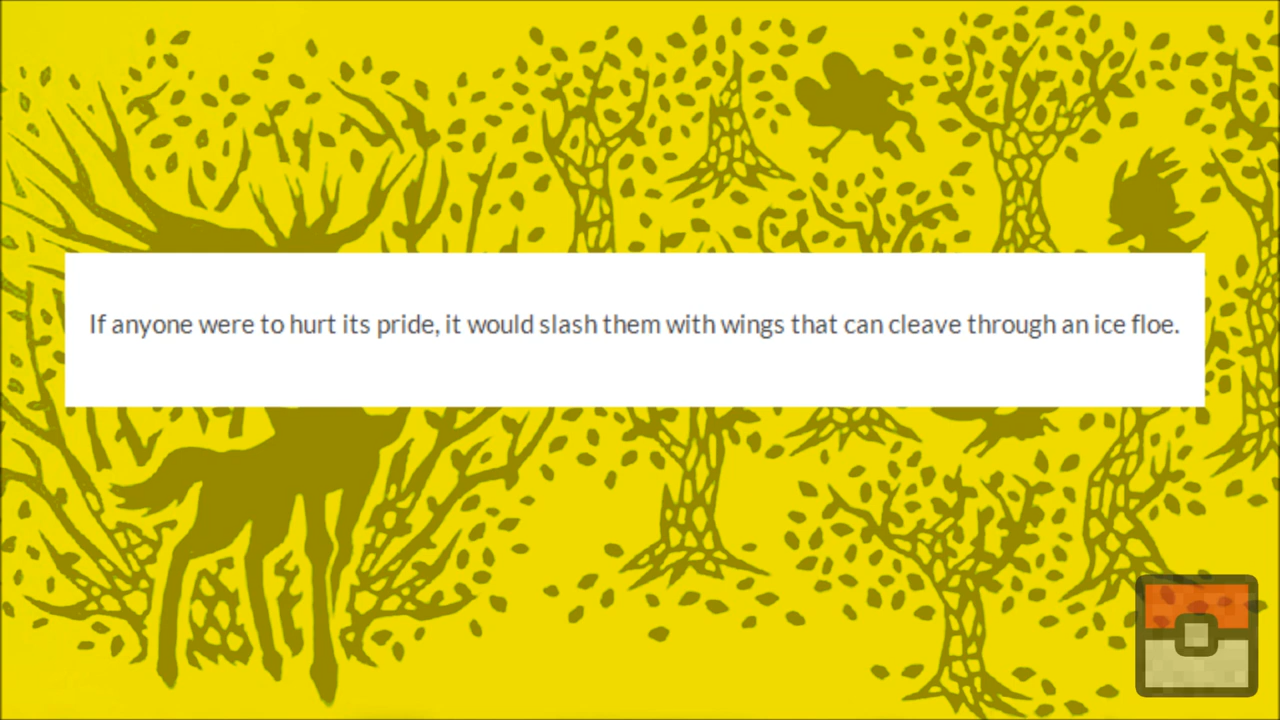 If anyone were to hurt its pride, it would slash them with wings that can cleave through an ice floe.